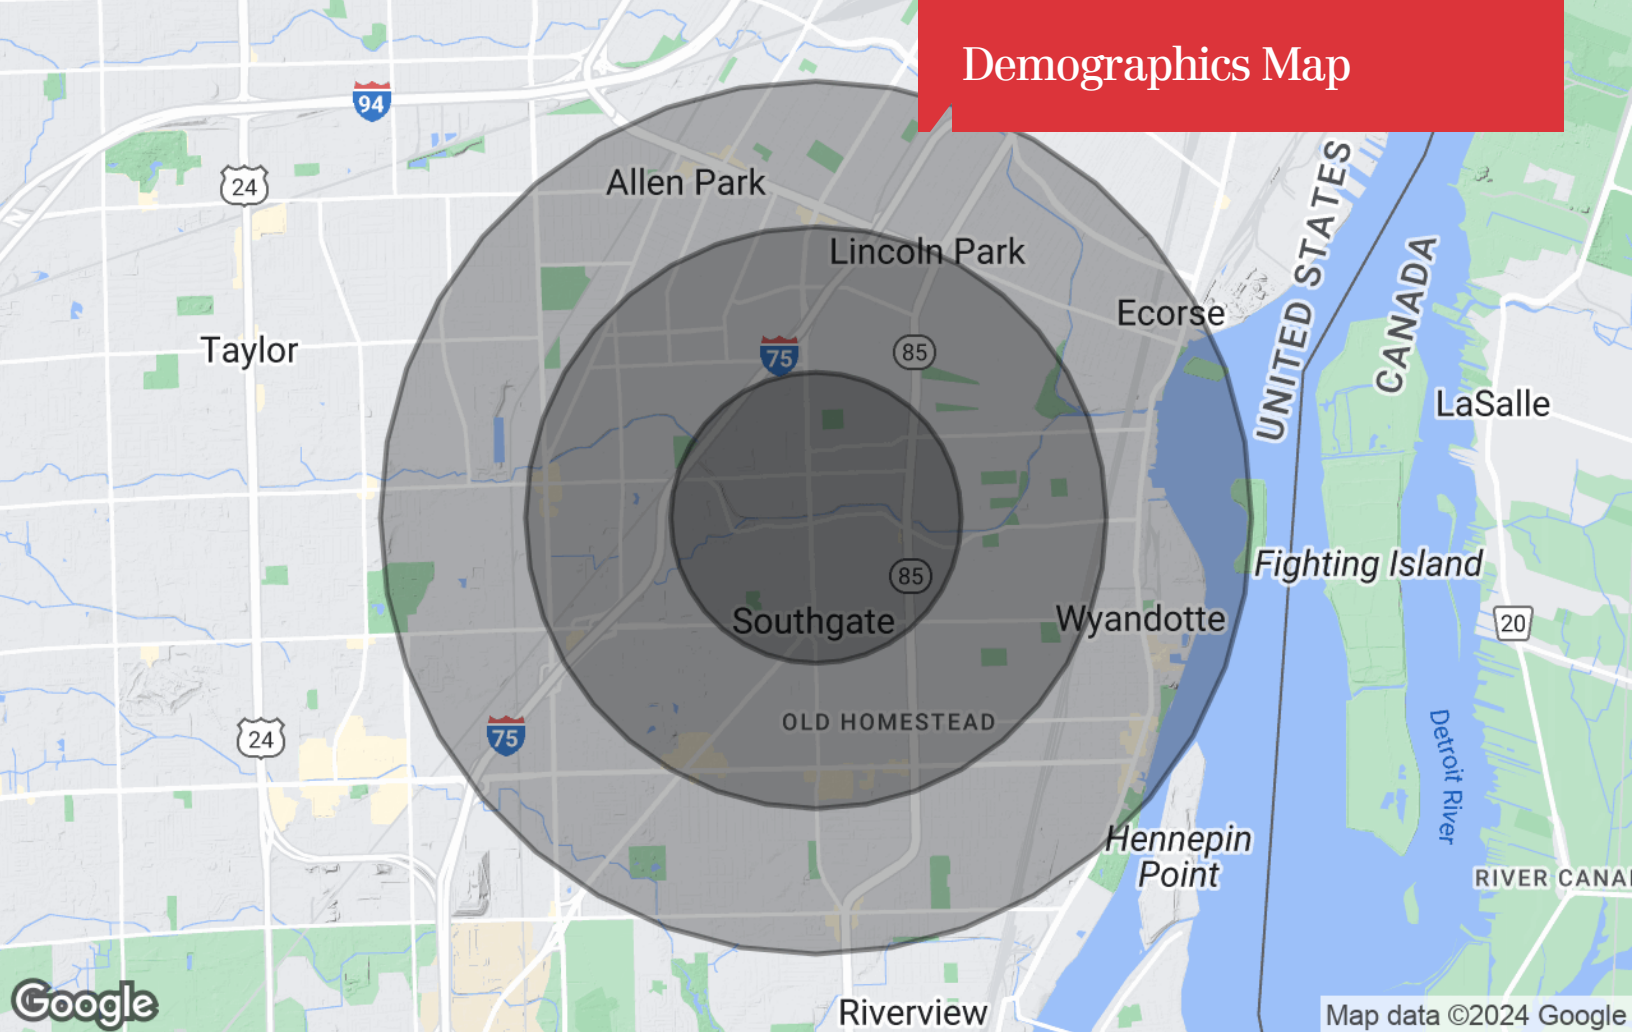 Demographics Map
94
24
Allen Park
Lincoln Park
UNITED STATES
CANADA
Ecorse
Taylor
75
85
LaSalle
Fighting Island
85
Southgate
Wyandotte
20
OLD HOMESTEAD
75
24
Detroit River
Hennepin
Point
RIVER CANA
Google
Riverview
Map data ©2024 Google